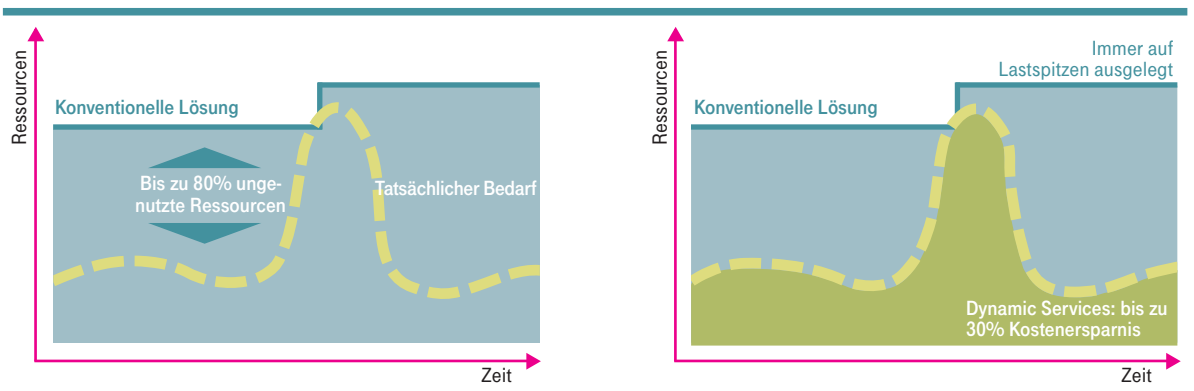 Ressourcen
Konventionelle Lösung
Bis zu 80% unge-
nutzte Ressourcen
Tatsächlicher Bedarf
Zeit
Ressourcen
Immer auf
Lastspitzen ausgelegt
Konventionelle Lösung
Dynamic Services: bis zu
30% Kostenersparnis
Zeit